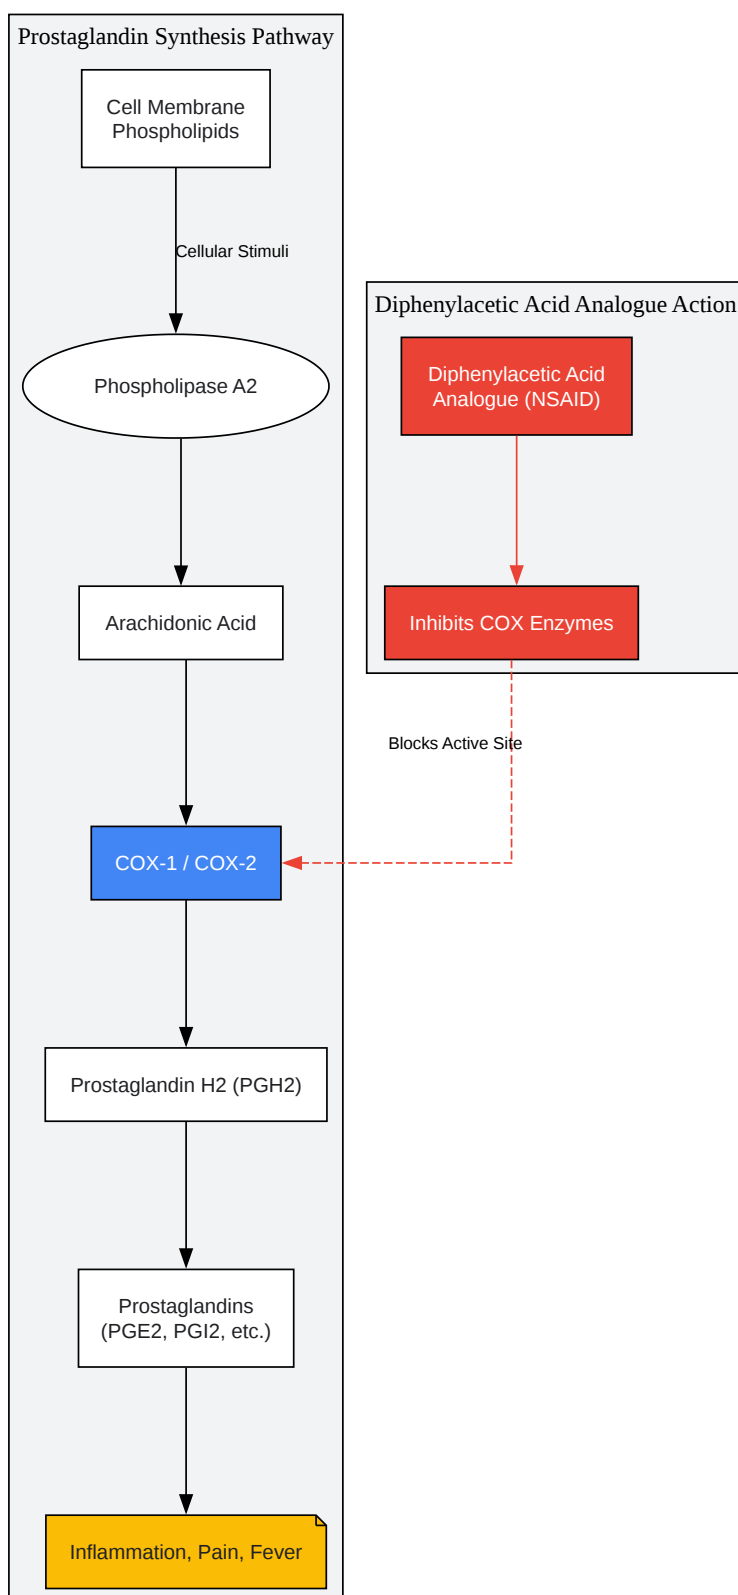 Prostaglandin Synthesis Pathway
Cell Membrane
Phospholipids
Cellular Stimuli
Phospholipase A2
Diphenylacetic Acid Analogue Action
Diphenylacetic Acid
Analogue (NSAID)
Arachidonic Acid
Inhibits COX Enzymes
Blocks Active Site
COX-1 / COX-2
Prostaglandin H2 (PGH2)
Prostaglandins
(PGE2, PGI2, etc.)
Inflammation, Pain, Fever